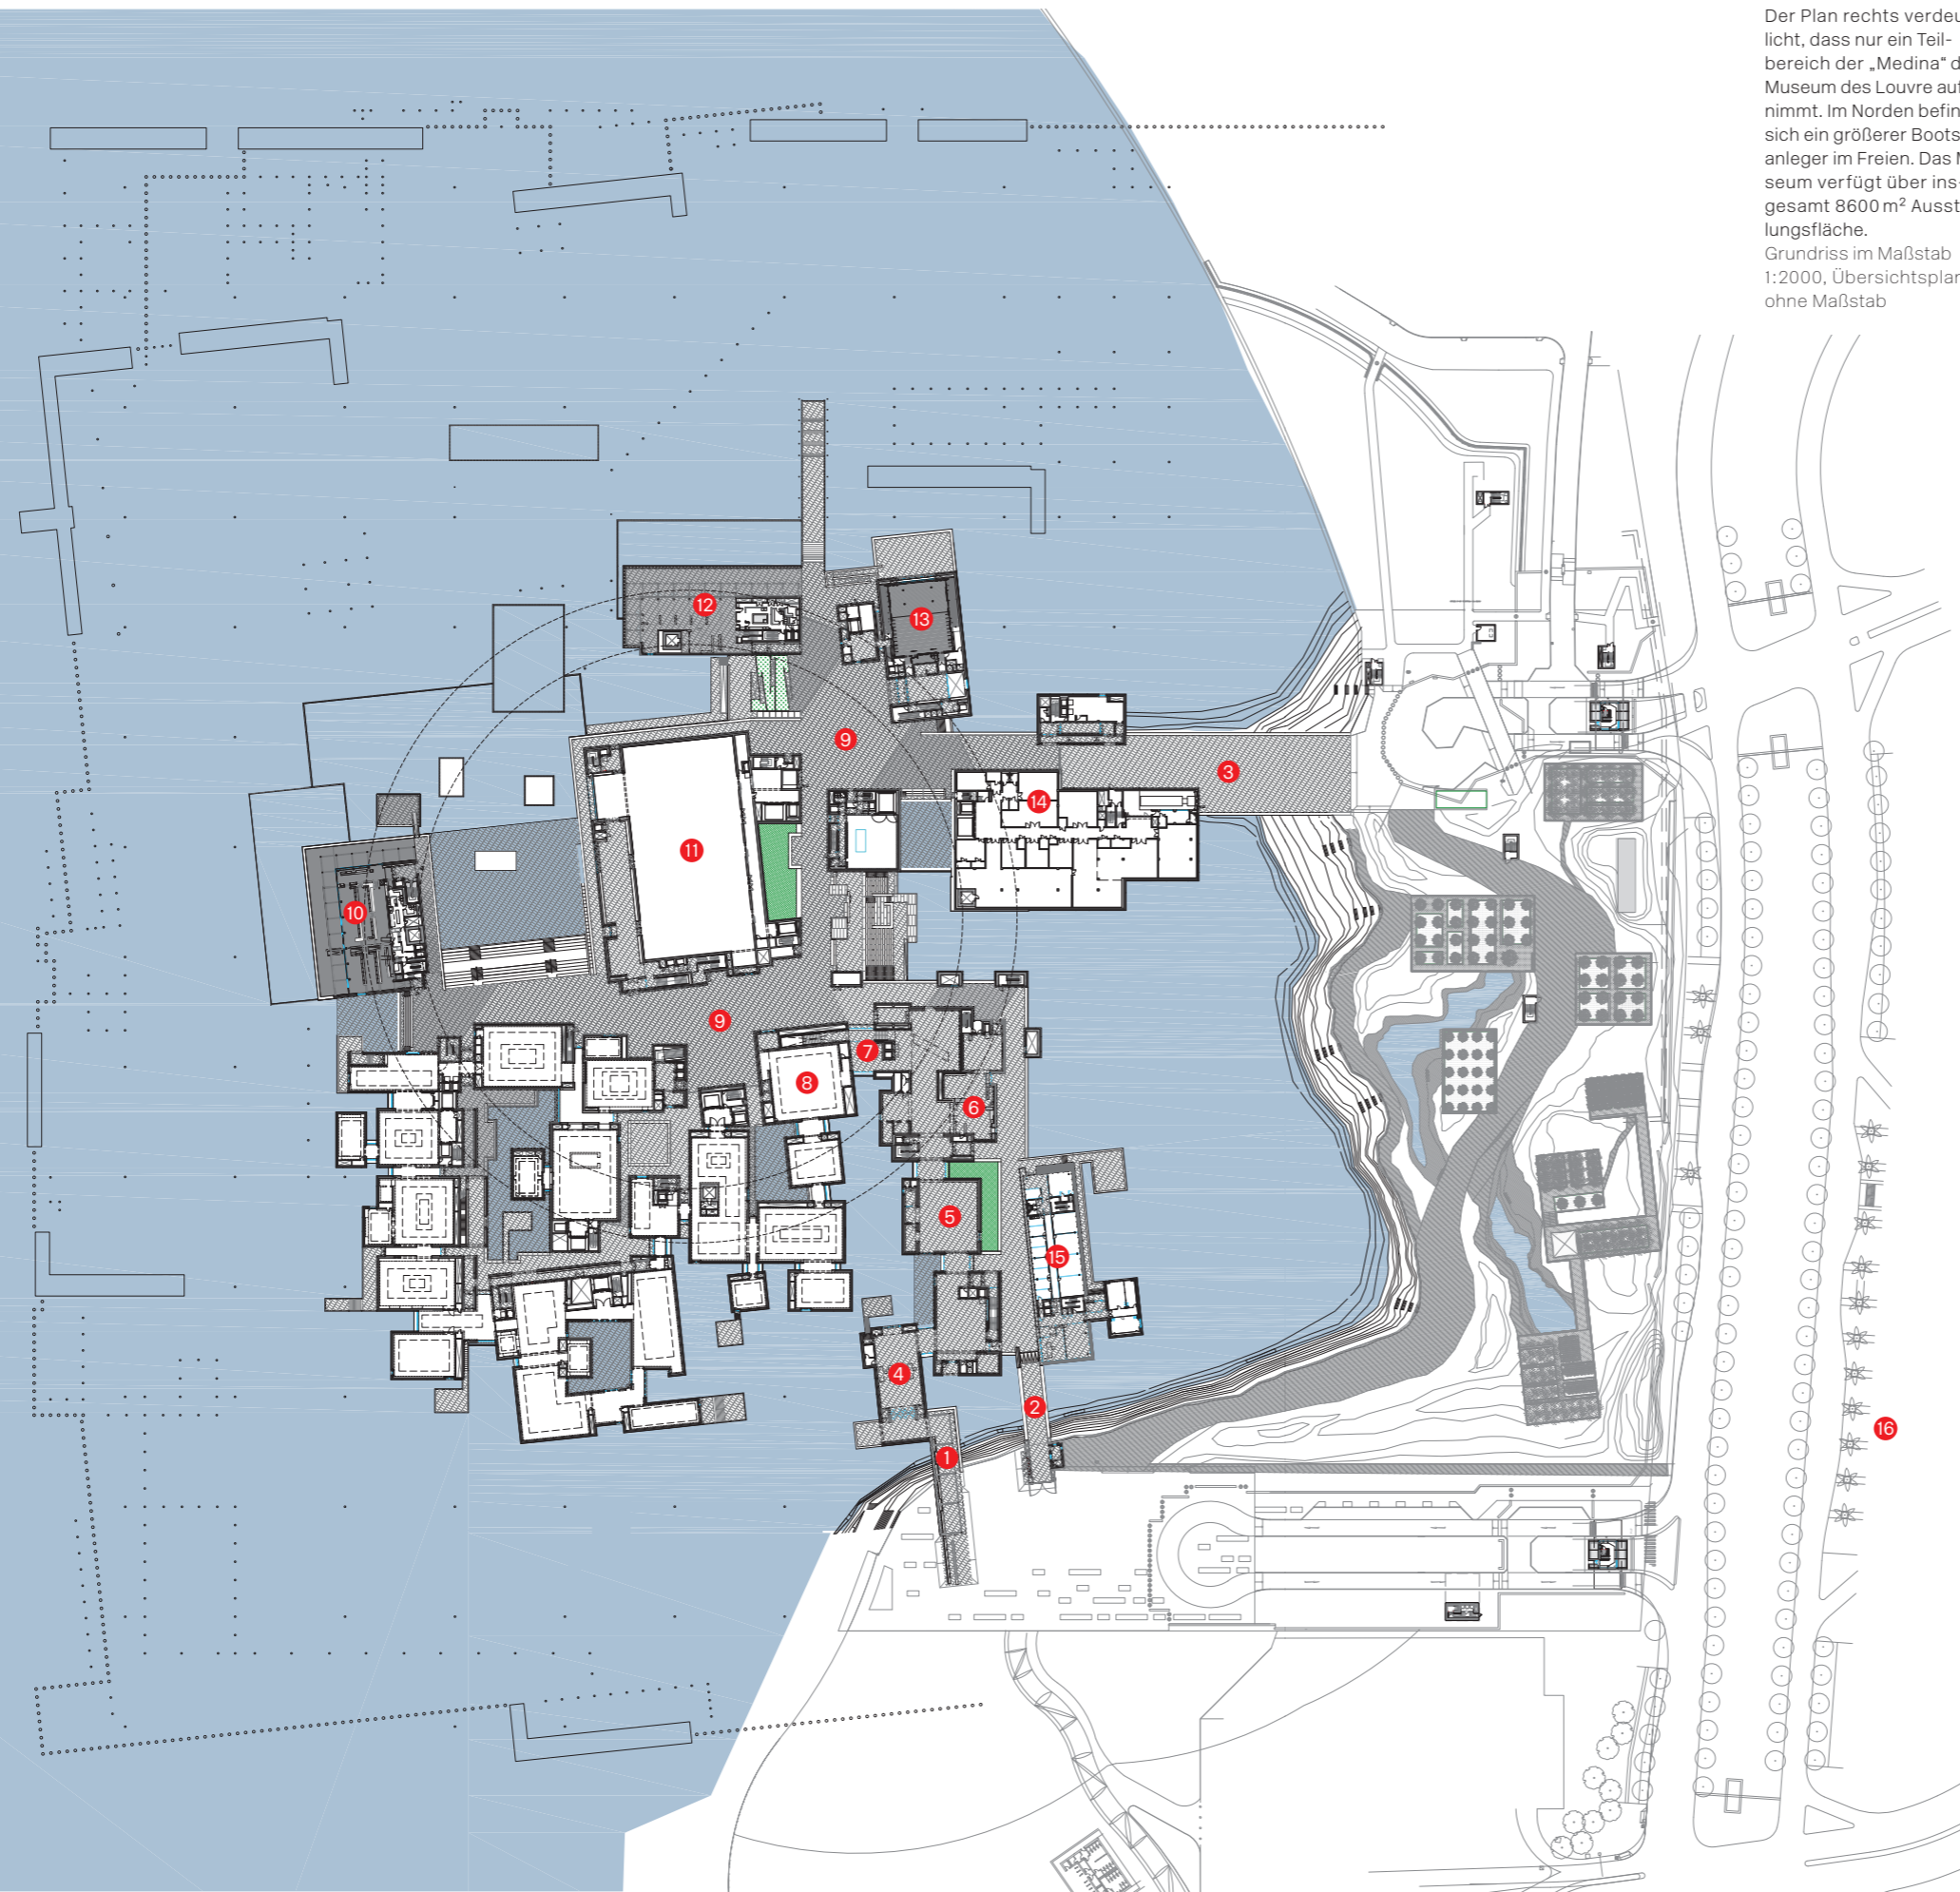 Der Plan rechts verdeu
licht, dass nur ein Teil-
bereich der „Medina“ d
Museum des Louvre auf
nimmt. Im Norden befin
sich ein größerer Boots
anleger im Freien. Das M
seum verfügt über ins-
gesamt 8600 m² Ausst
lungsfläche.
Grundriss im Maßstab
1:2000, Übersichtsplan
ohne Maßstab
12
13
9
3
14
11
10
9
7
8
6
5
15
4
2
1
16